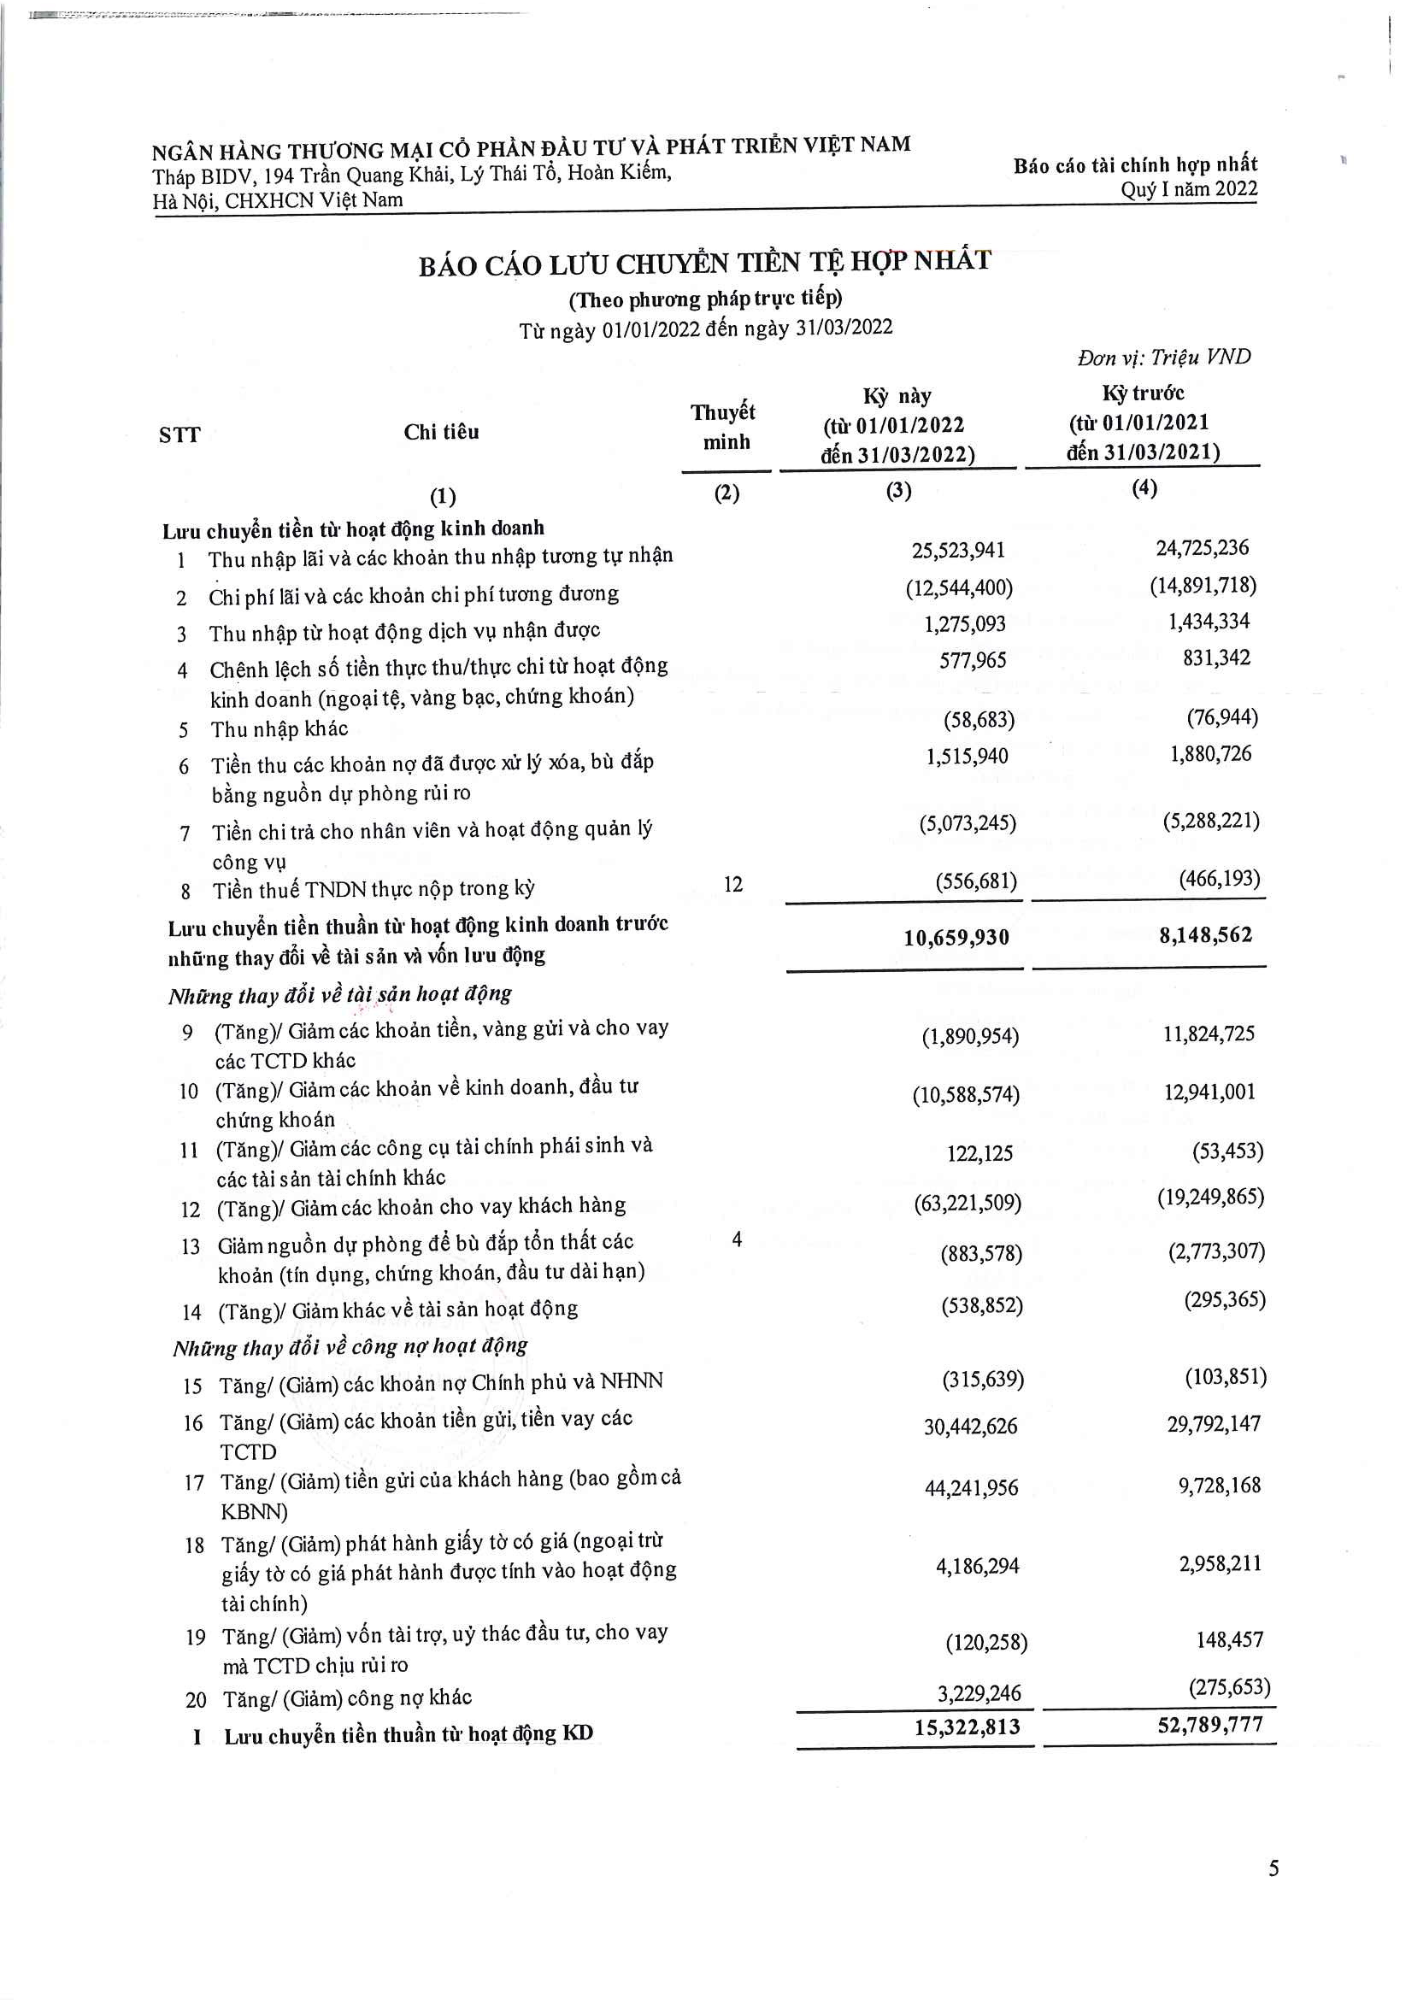 NGÂN HÀNG THƯƠNG MẠI CỔ PHẦN ĐẦU TƯ VÀ PHÁT TRIỂN VIỆT NAM
Tháp BIDV, 194 Trần Quang Khải, Lý Thái Tổ, Hoàn Kiếm,
Hà Nội, CHXHCN Việt Nam
Báo cáo tài chính hợp nhất
Quý I năm 2022
BÁO CÁO LƯU CHUYỂN TIỀN TỆ HỢP NHẤT
(Theo phương pháp trực tiếp)
Từ ngày 01/01/2022 đến ngày 31/03/2022
Đơn vị: Triệu VND
STT Chi tiêu Thuyết minh Kỳ này (từ 01/01/2022 đến 31/03/2022) Kỳ trước (từ 01/01/2021 đến 31/03/2021)
(1) (2) (3) (4)
Lưu chuyển tiền từ hoạt động kinh doanh
1 Thu nhập lãi và các khoản thu nhập tương tự nhận 25,523,941 24,725,236
2 Chi phí lãi và các khoản chi phí tương đương (12,544,400) (14,891,718)
3 Thu nhập từ hoạt động dịch vụ nhận được 1,275,093 1,434,334
4 Chênh lệch số tiền thực thu/thực chi từ hoạt động 577,965 831,342
kinh doanh (ngoại tệ, vàng bạc, chứng khoán)
5 Thu nhập khác (58,683) (76,944)
6 Tiền thu các khoản nợ đã được xử lý xóa, bù đắp 1,515,940 1,880,726
bằng nguồn dự phòng rủi ro
7 Tiền chi trả cho nhân viên và hoạt động quản lý (5,073,245) (5,288,221)
công vụ
8 Tiền thuế TNDN thực nộp trong kỳ 12 (556,681) (466,193)
Lưu chuyển tiền thuần từ hoạt động kinh doanh trước
những thay đổi về tài sản và vốn lưu động 10,659,930 8,148,562
Những thay đổi về tài sản hoạt động
9 (Tăng)/ Giảm các khoản tiền, vàng gửi và cho vay (1,890,954) 11,824,725
các TCTD khác
10 (Tăng)/ Giảm các khoản về kinh doanh, đầu tư (10,588,574) 12,941,001
chứng khoán
11 (Tăng)/ Giảm các công cụ tài chính phái sinh và 122,125 (53,453)
các tài sản tài chính khác
12 (Tăng)/ Giảm các khoản cho vay khách hàng (63,221,509) (19,249,865)
13 Giảm nguồn dự phòng để bù đắp tổn thất các 4 (883,578) (2,773,307)
khoản (tín dụng, chứng khoán, đầu tư dài hạn)
14 (Tăng)/ Giảm khác về tài sản hoạt động (538,852) (295,365)
Những thay đổi về công nợ hoạt động
15 Tăng/ (Giảm) các khoản nợ Chính phủ và NHNN (315,639) (103,851)
16 Tăng/ (Giảm) các khoản tiền gửi, tiền vay các 30,442,626 29,792,147
TCTD
17 Tăng/ (Giảm) tiền gửi của khách hàng (bao gồm cả 44,241,956 9,728,168
KBNN)
18 Tăng/ (Giảm) phát hành giấy tờ có giá (ngoại trừ
giấy tờ có giá phát hành được tính vào hoạt động 4,186,294 2,958,211
tài chính)
19 Tăng/ (Giảm) vốn tài trợ, uỷ thác đầu tư, cho vay (120,258) 148,457
mà TCTD chịu rủi ro
20 Tăng/ (Giảm) công nợ khác 3,229,246 (275,653)
I Lưu chuyển tiền thuần từ hoạt động KD 15,322,813 52,789,777
5